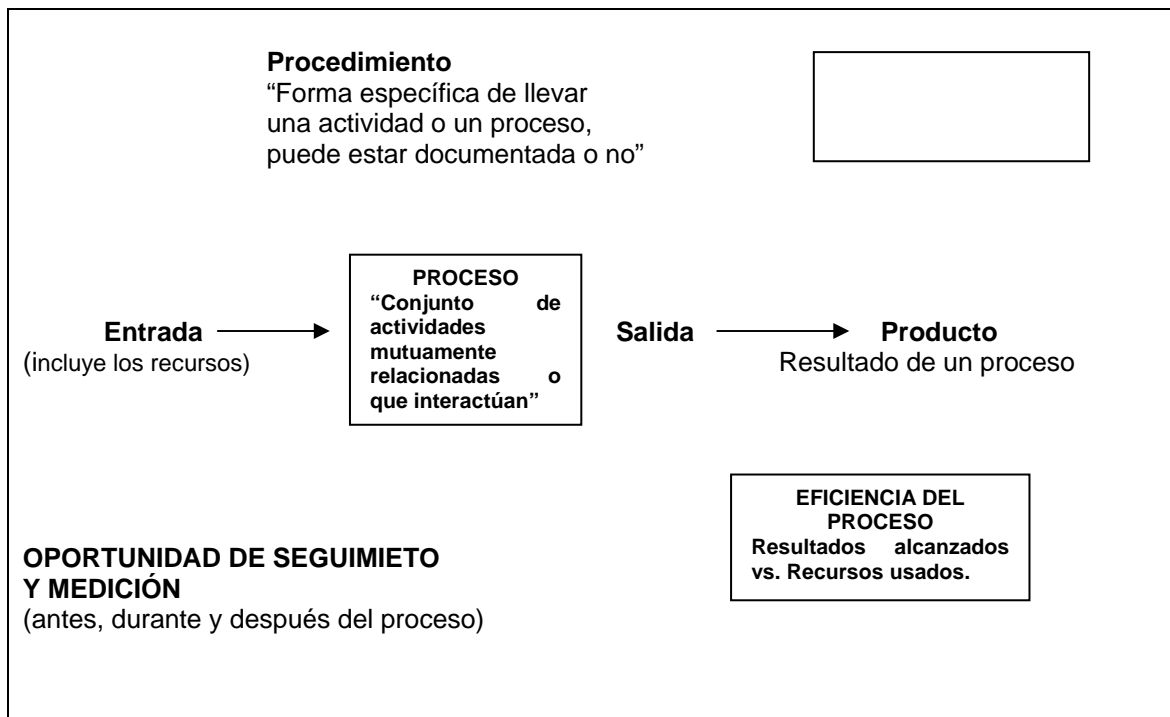 Procedimiento
“Forma específica de llevar
una actividad o un proceso,
puede estar documentada o no”
PROCESO
“Conjunto de
actividades
mutuamente
relacionadas o
que interactúan”
Entrada
(incluye los recursos)
Salida
Producto
Resultado de un proceso
EFICIENCIA DEL
PROCESO
Resultados alcanzados
vs. Recursos usados.
OPORTUNIDAD DE SEGUIMIETO
Y MEDICIÓN
(antes, durante y después del proceso)